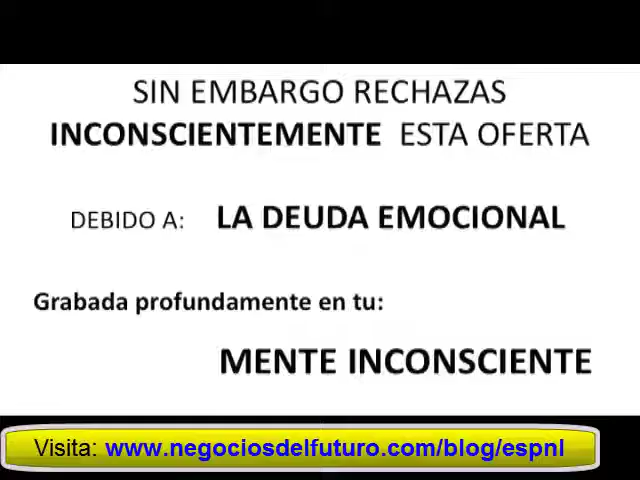 SIN EMBARGO RECHAZAS
INCONSCIENTEMENTE ESTA OFERTA
DEBIDO A: LA DEUDA EMOCIONAL
Grabada profundamente en tu:
MENTE INCONSCIENTE
Visita: www.negociosdelfuturo.com/blog/espnl